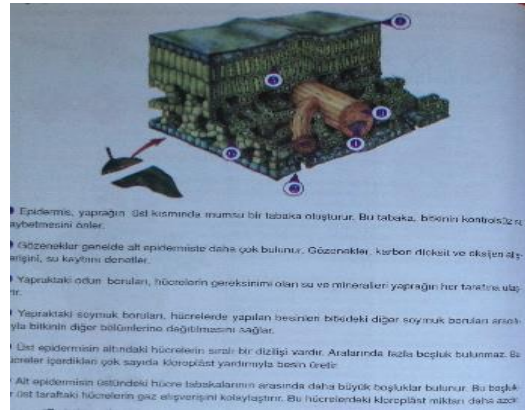 Epidermis, yaprağın üst kısmında mumsu bir tabaka oluşturur. Bu tabaka, bitkinin kontrolsüz su
aybetmesini önler.
Gözenekler genelde alt epidermiste daha çok bulunur. Gözenekler, karbon dioksit ve oksijen alış-
erişini, su kaybını denetler.
Yapraktaki odun boruları, hücrelerin gereksinimi olan su ve mineralleri yaprağın her tarafına ulaş
ır.
Yapraktaki soymuk boruları, hücrelerde yapılan besinleri bitkideki diğer soymuk boruları aracılı-
yla bitkinin diğer bölümlerine dağıtılmasını sağlar.
Üst epidermisin altındaki hücrelerin sıralı bir dizilişi vardır. Aralarında fazla boşluk bulunmaz. Bu
ücreler içerdikleri çok sayıda kloroplast yardımıyla besin üretir.
Alt epidermisin üstündeki hücre tabakalarının arasında daha büyük boşluklar bulunur. Bu boşluk-
r üst taraftaki hücrelerin gaz alışverişini kolaylaştırır. Bu hücrelerdeki kloroplast miktarı daha azdır.